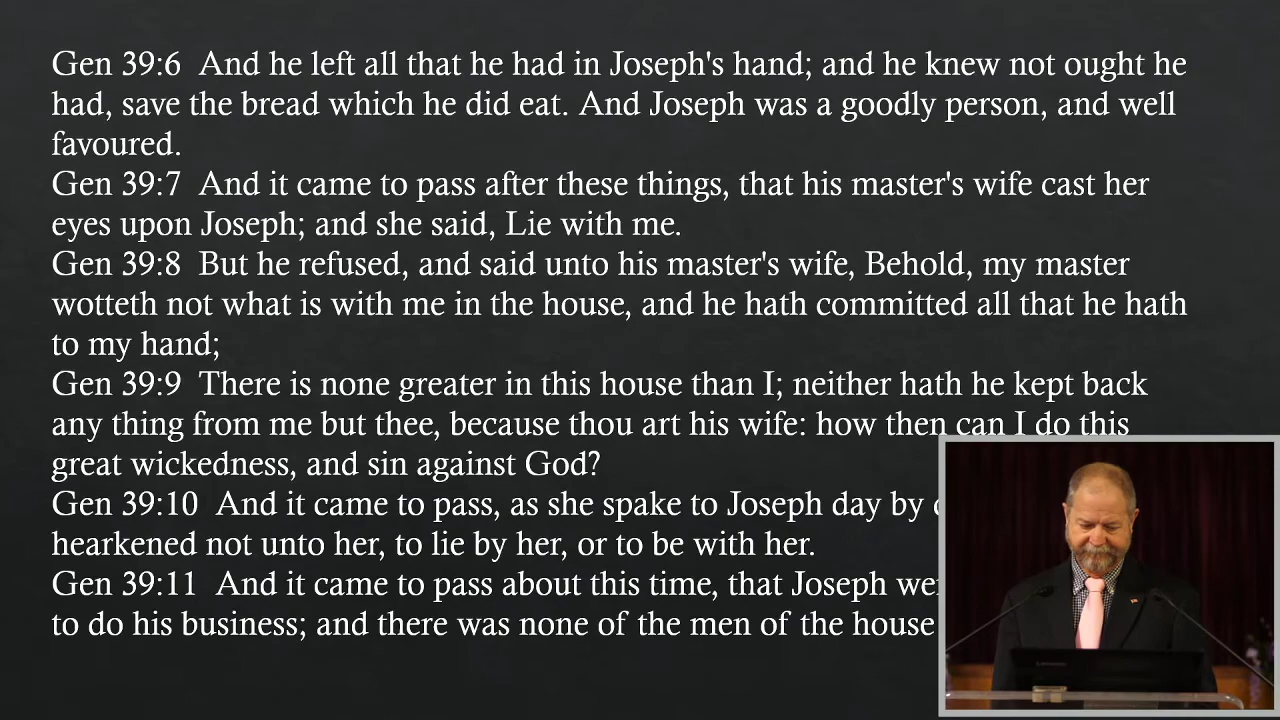 Gen 39:6 And he left all that he had in Joseph's hand; and he knew not ought he
had, save the bread which he did eat. And Joseph was a goodly person, and well
favoured.
Gen 39:7 And it came to pass after these things, that his master's wife cast her
eyes upon Joseph; and she said, Lie with me.
Gen 39:8 But he refused, and said unto his master's wife, Behold, my master
wotteth not what is with me in the house, and he hath committed all that he hath
to my hand;
Gen 39:9 There is none greater in this house than I; neither hath he kept back
any thing from me but thee, because thou art his wife: how then can I do this
great wickedness, and sin against God?
Gen 39:10 And it came to pass, as she spake to Joseph day by
hearkened not unto her, to lie by her, or to be with her.
Gen 39:11 And it came to pass about this time, that Joseph
to do his business; and there was none of the men of the house
Lenovo